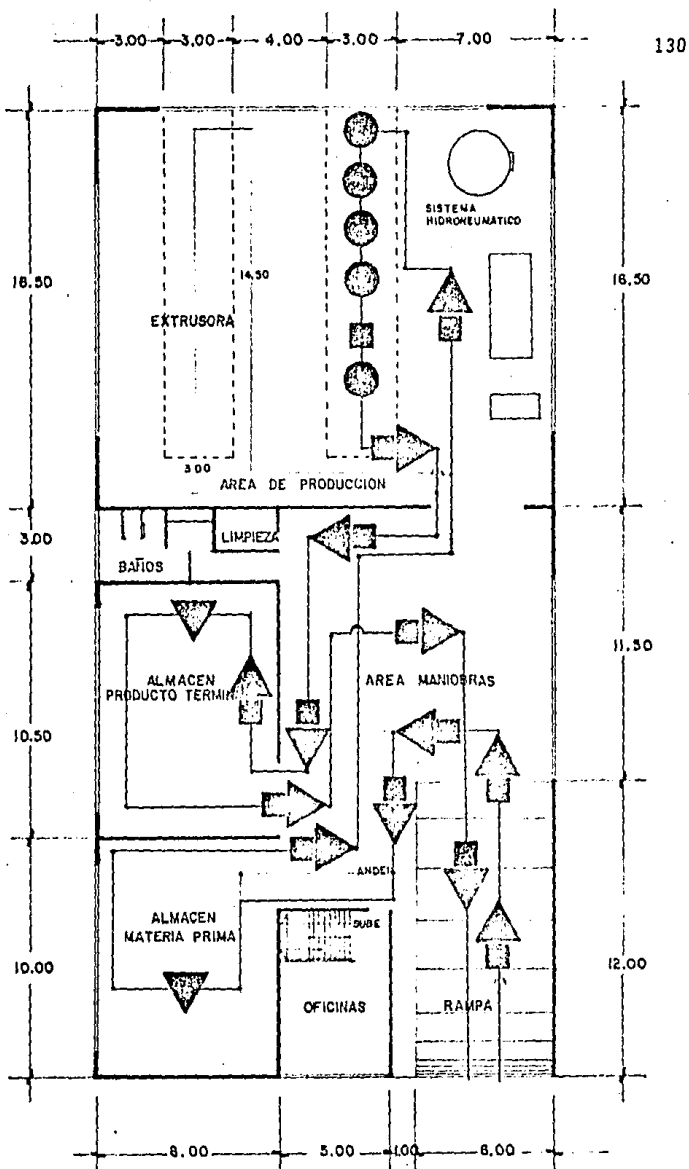 3.00 3.00 4.00 3.00 7.00
130
SISTEMA
HIDRONEUMATICO
16.50
14.50
16.50
EXTRUSORA
3.00
AREA DE PRODUCCION
3.00
LIMPIEZA
BAÑOS
11.50
ALMACEN
PRODUCTO TERMIN
AREA MANIOBRAS
10.50
ANDEN
ALMACEN
MATERIA PRIMA
SUBE
10.00
12.00
OFICINAS
RAMPA
8.00 5.00 1.00 6.00